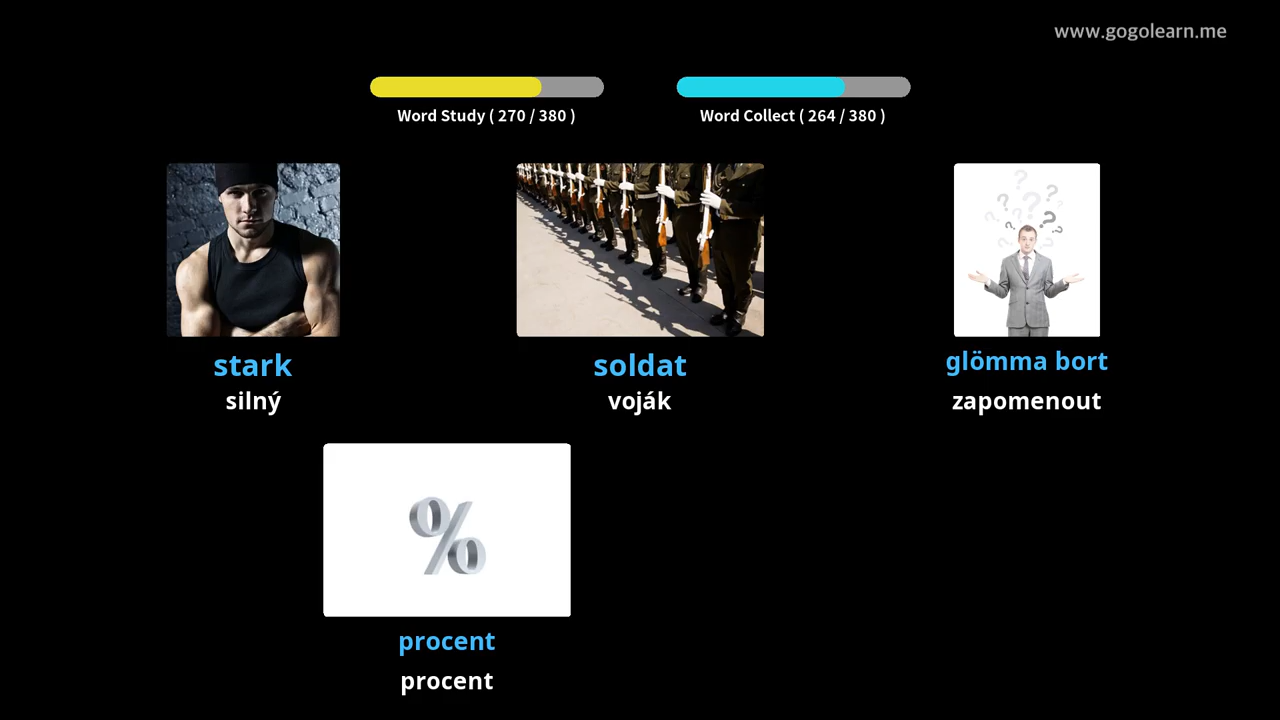 www.gogolearn.me
Word Study ( 270 / 380 )
Word Collect ( 264 / 380 )
stark
silný
soldat
voják
glömma bort
zapomenout
%
procent
procent